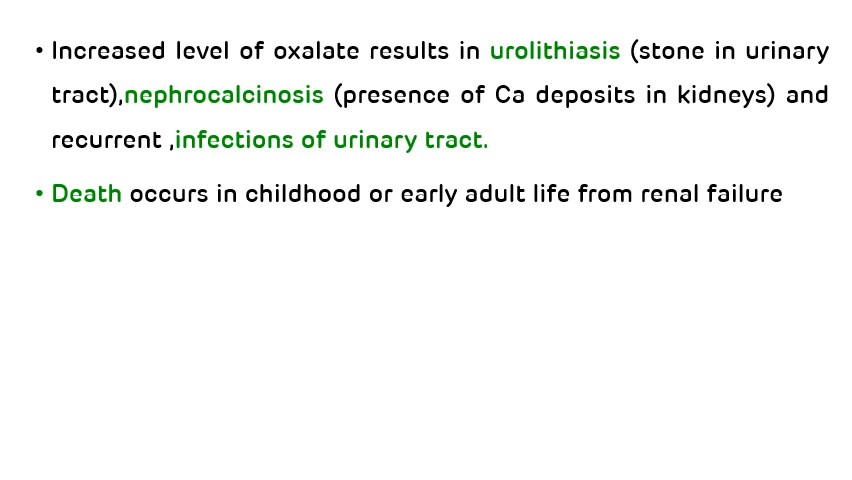 • Increased level of oxalate results in urolithiasis (stone in urinary
tract),nephrocalcinosis (presence of Ca deposits in kidneys) and
recurrent ,infections of urinary tract.
• Death occurs in childhood or early adult life from renal failure